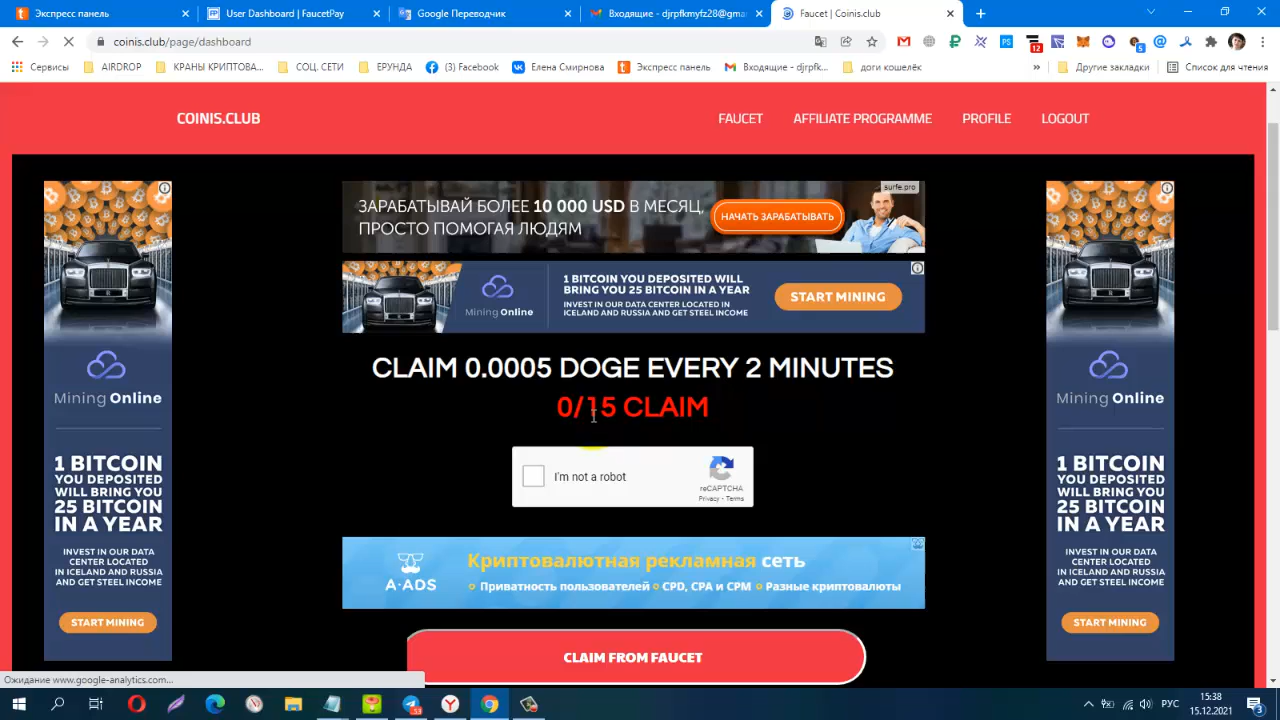 Экспресс панель
User Dashboard | FaucetPay
Google Переводчик
Входящие - djrpfkmyfz28@gma
Faucet | Coinis.club
coinis.club/page/dashboard
12
5
Сервисы
AIRDROP
КРАНЫ КРИПТОВА...
СОЦ. СЕТИ
ЕРУНДА
(3) Facebook
Елена Смирнова
Экспресс панель
Входящие - djrpfk...
доги кошелёк
Другие закладки
Список для чтения
COINIS.CLUB
FAUCET
AFFILIATE PROGRAMME
PROFILE
LOGOUT
surfe.pro
ЗАРАБАТЫВАЙ БОЛЕЕ 10 000 USD В МЕСЯЦ,
ПРОСТО ПОМОГАЯ ЛЮДЯМ
НАЧАТЬ ЗАРАБАТЫВАТЬ
Mining Online
1 BITCOIN YOU DEPOSITED WILL
BRING YOU 25 BITCOIN IN A YEAR
INVEST IN OUR DATA CENTER LOCATED IN
ICELAND AND RUSSIA AND GET STEEL INCOME
START MINING
Mining Online
1 BITCOIN
YOU DEPOSITED
WILL BRING YOU
25 BITCOIN
IN A YEAR
INVEST IN OUR DATA
CENTER LOCATED
IN ICELAND AND RUSSIA
AND GET STEEL INCOME
START MINING
CLAIM 0.0005 DOGE EVERY 2 MINUTES
0/15 CLAIM
I'm not a robot
reCAPTCHA
Privacy - Terms
A-ADS
Криптовалютная рекламная сеть
Приватность пользователей CPD, CPA и CPM Разные криптовалюты
CLAIM FROM FAUCET
Mining Online
1 BITCOIN
YOU DEPOSITED
WILL BRING YOU
25 BITCOIN
IN A YEAR
INVEST IN OUR DATA
CENTER LOCATED
IN ICELAND AND RUSSIA
AND GET STEEL INCOME
START MINING
Ожидание www.google-analytics.com...
53
РУС
15:38
15.12.2021
3